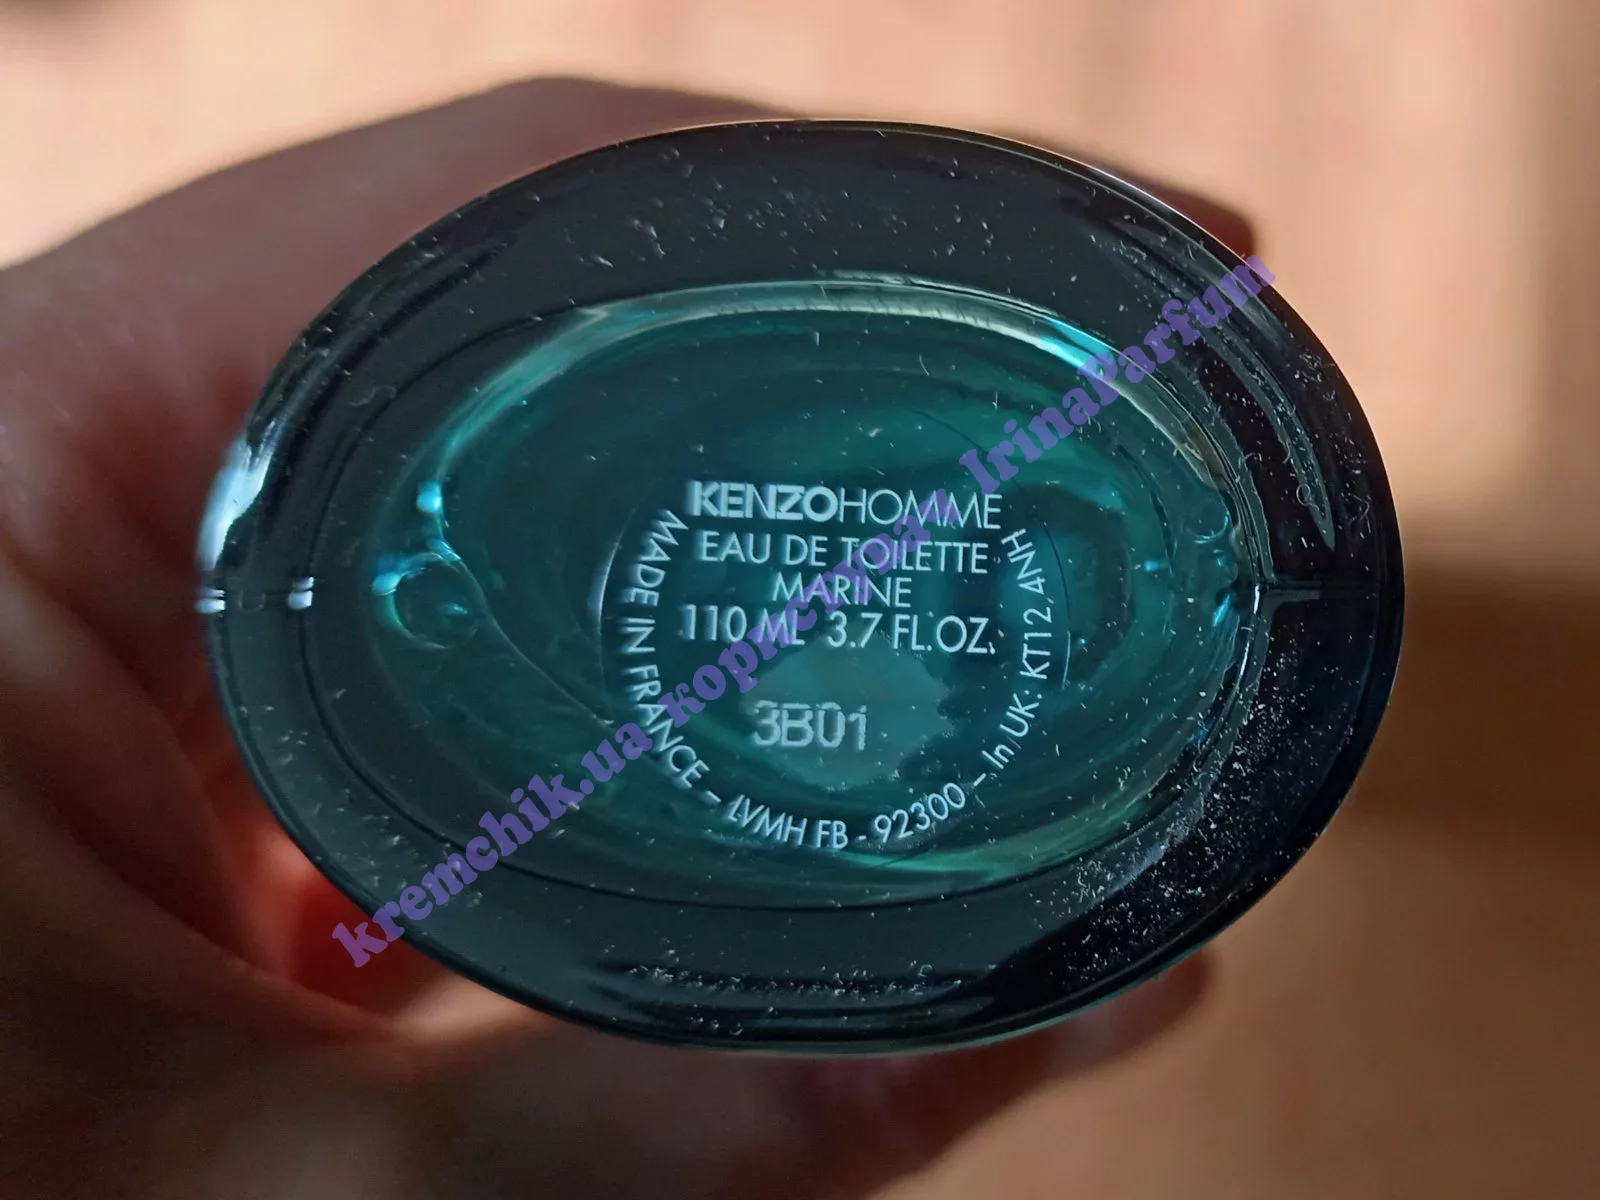 KENZOHOMME
EAU DE TOILETTE
MARINE
110 ML 3.7 FL.OZ.
3B01
MADE IN FRANCE – LVMH FB - 92300 – In UK: KT12 4NH
kremchik.ua користувач IrinaParfum